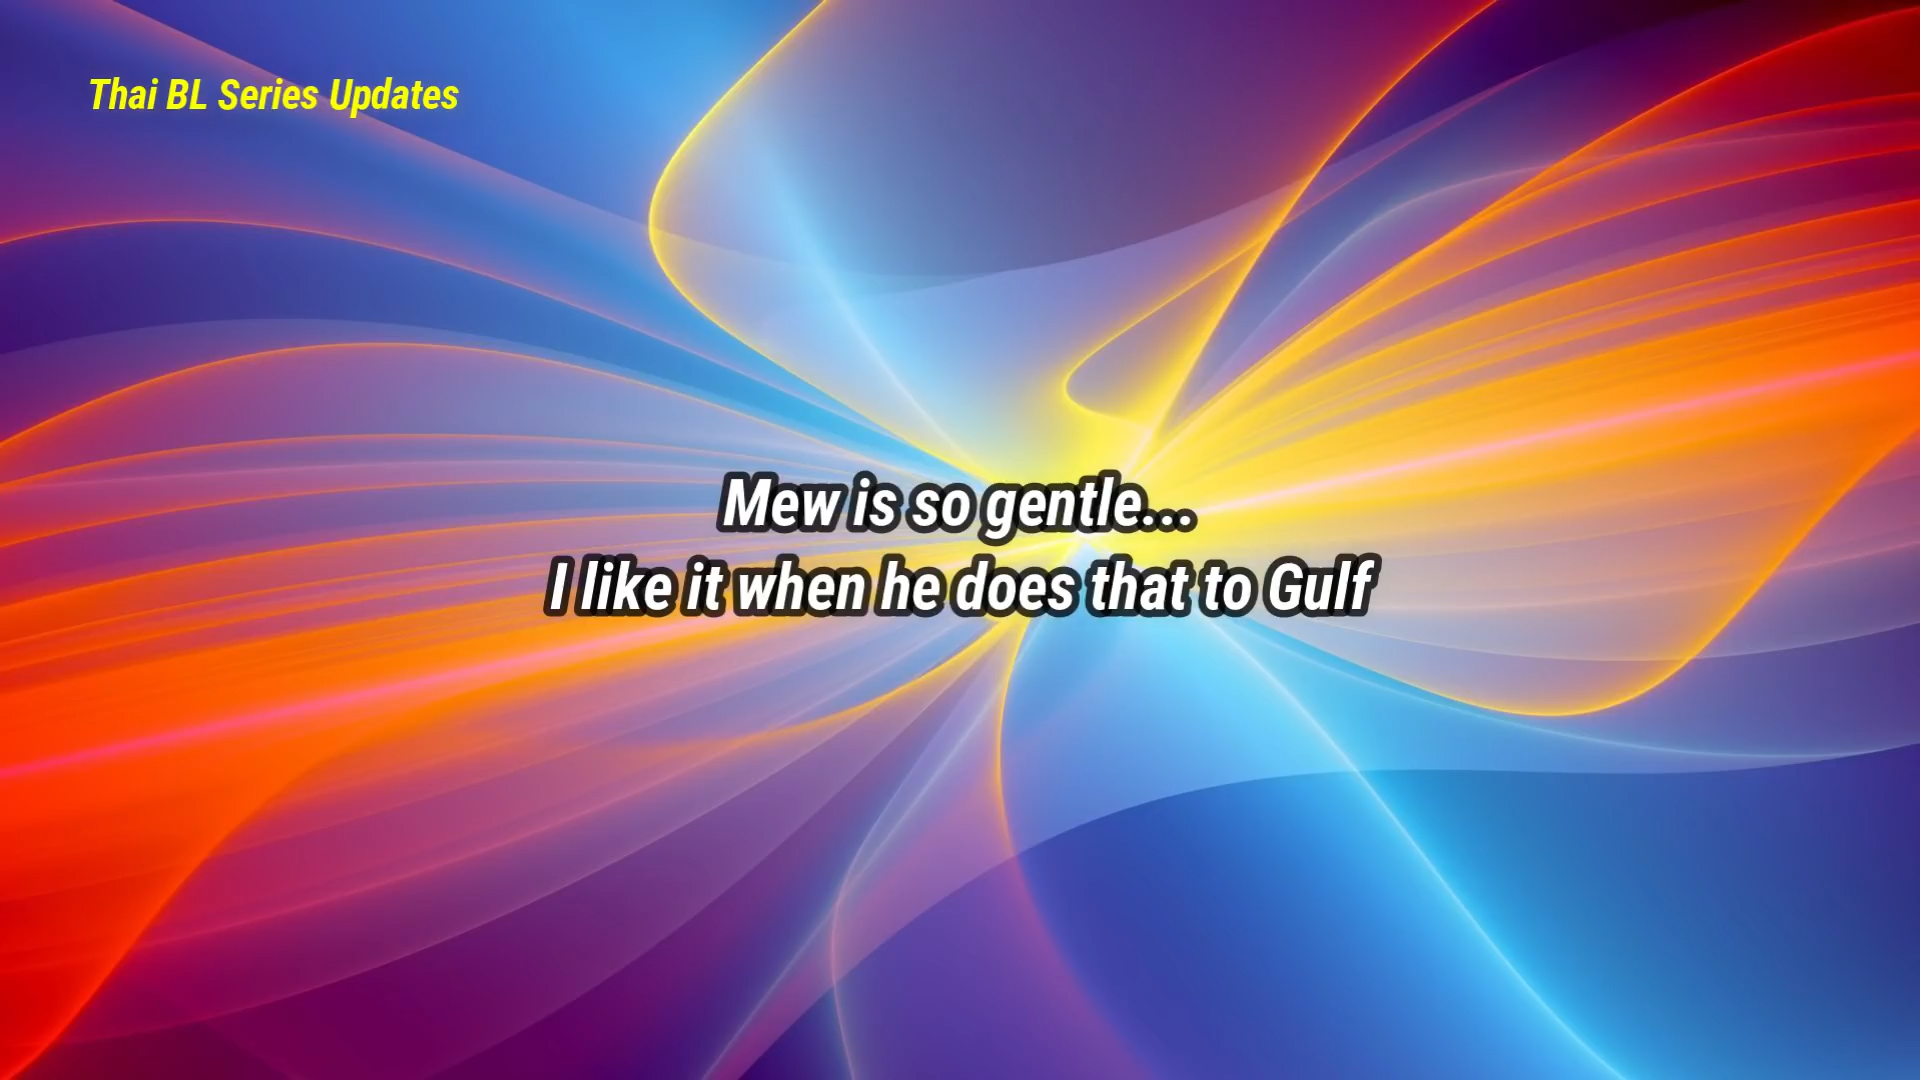 Thai BL Series Updates
Mew is so gentle...
I like it when he does that to Gulf